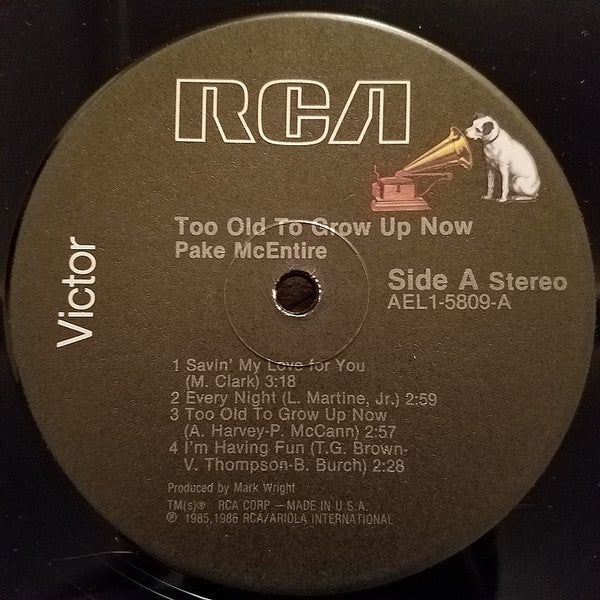 RCA
Victor
Too Old To Grow Up Now
Pake McEntire
Side A Stereo
AEL1-5809-A
1 Savin' My Love for You
(M. Clark) 3:18
2 Every Night (L. Martine, Jr.) 2:59
3 Too Old To Grow Up Now
(A. Harvey-P. McCann) 2:57
4 I'm Having Fun (T.G. Brown-
V. Thompson-B. Burch) 2:28
Produced by Mark Wright
TM(s)® RCA CORP.—MADE IN U.S.A.
℗ 1985,1986 RCA/ARIOLA INTERNATIONAL